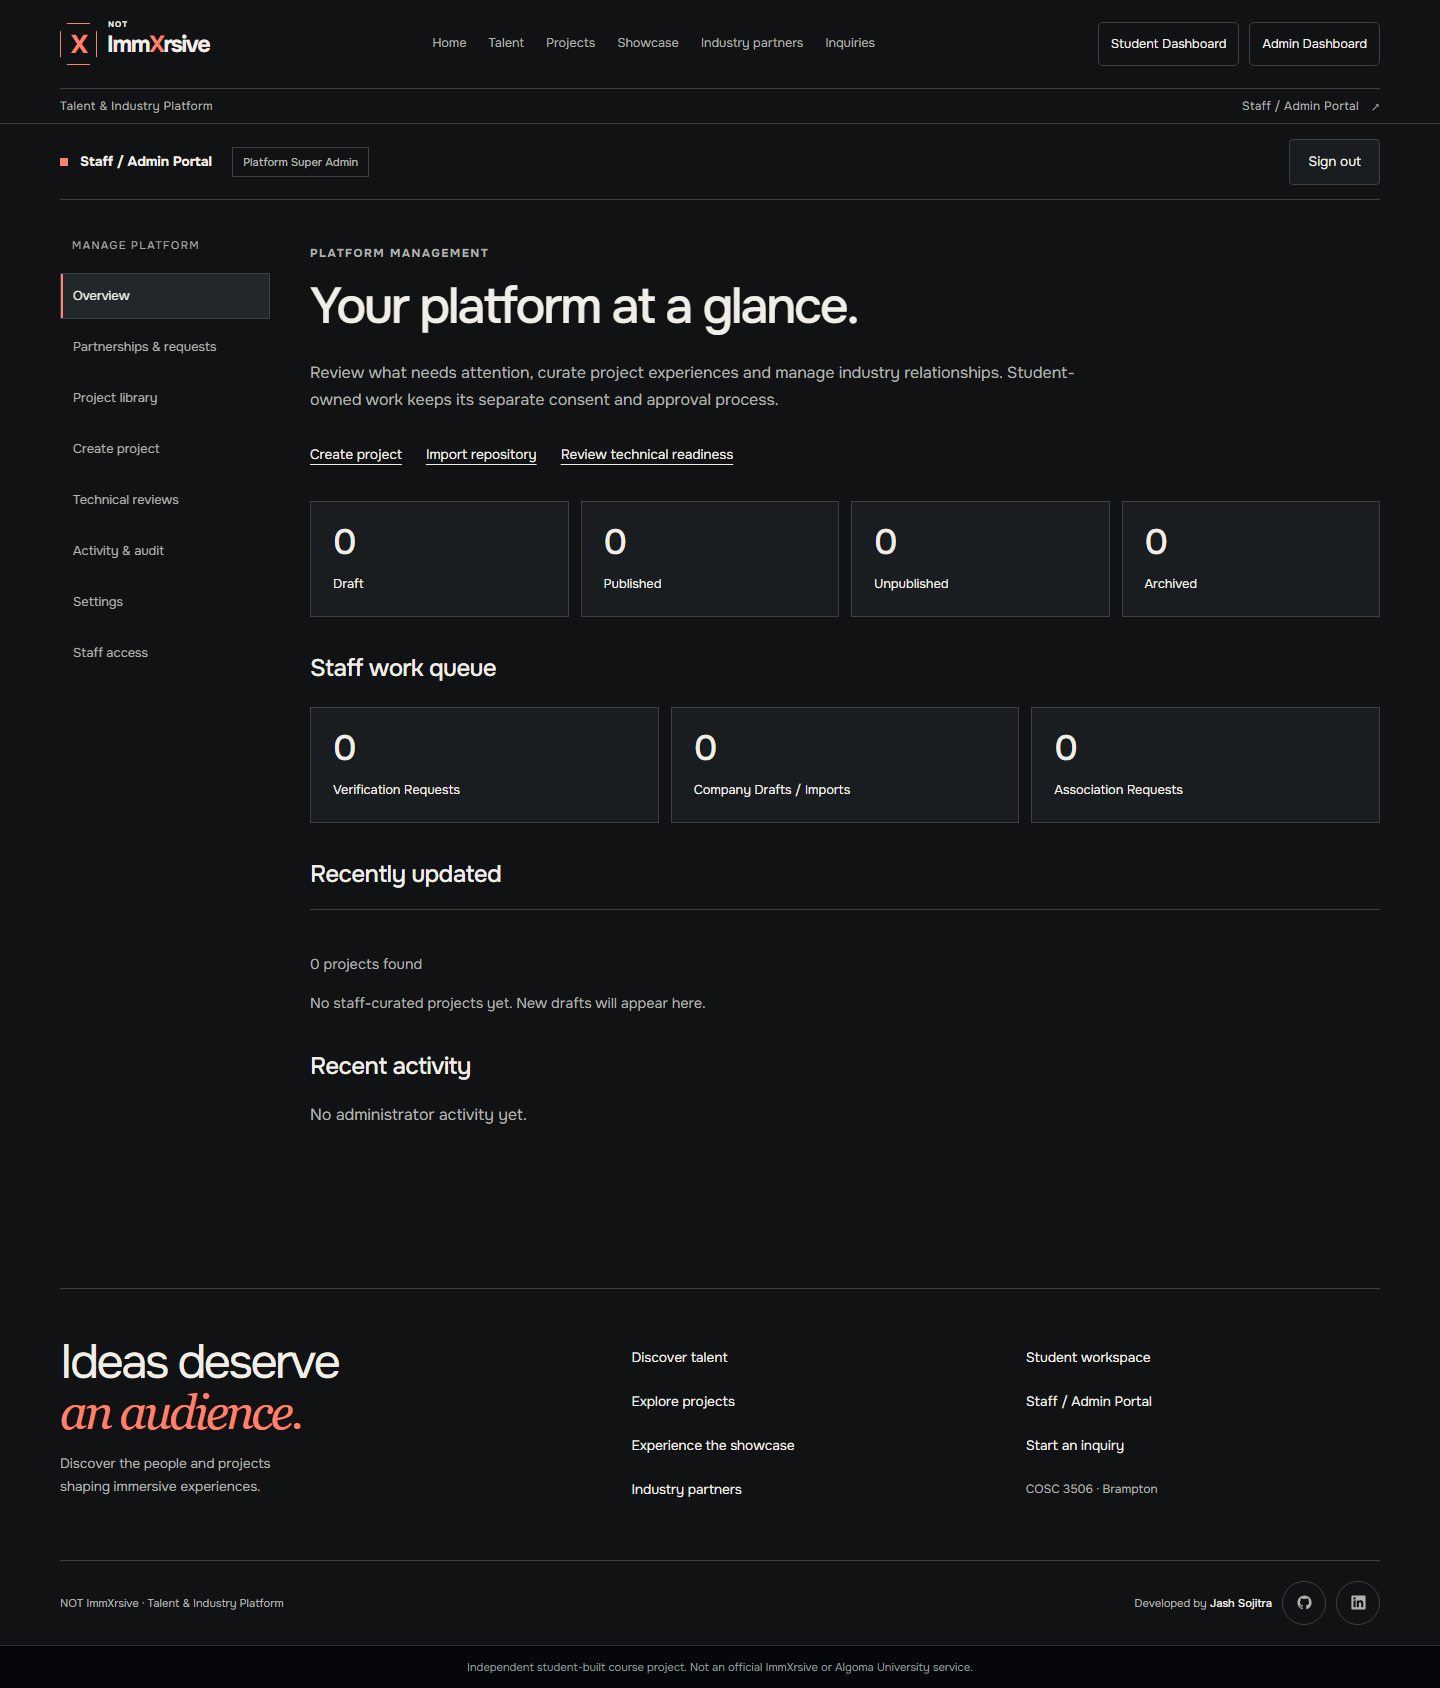 NOT
X ImmXrsive
Home Talent Projects Showcase Industry partners Inquiries
Student Dashboard Admin Dashboard
Talent & Industry Platform
Staff / Admin Portal ↗
Staff / Admin Portal
Platform Super Admin
Sign out
MANAGE PLATFORM
Overview
Partnerships & requests
Project library
Create project
Technical reviews
Activity & audit
Settings
Staff access
PLATFORM MANAGEMENT
Your platform at a glance.
Review what needs attention, curate project experiences and manage industry relationships. Student-
owned work keeps its separate consent and approval process.
Create project Import repository Review technical readiness
0
Draft
0
Published
0
Unpublished
0
Archived
Staff work queue
0
Verification Requests
0
Company Drafts / Imports
0
Association Requests
Recently updated
0 projects found
No staff-curated projects yet. New drafts will appear here.
Recent activity
No administrator activity yet.
Ideas deserve
an audience.
Discover the people and projects
shaping immersive experiences.
Discover talent
Explore projects
Experience the showcase
Industry partners
Student workspace
Staff / Admin Portal
Start an inquiry
COSC 3506 · Brampton
NOT ImmXrsive · Talent & Industry Platform
Developed by Jash Sojitra
in
Independent student-built course project. Not an official ImmXrsive or Algoma University service.